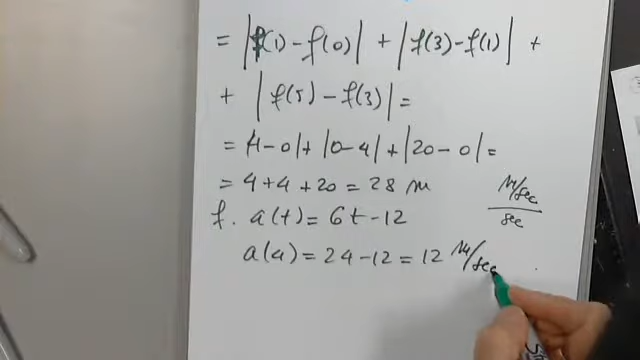 = |f(1) - f(0)| + |f(3) - f(1)| +
+ |f(5) - f(3)| =
= |4-0| + |0-4| + |20-0| =
= 4+4+20 = 28 m
M/sec
sec
f. a(t) = 6t - 12
a(4) = 24 - 12 = 12 M/sec